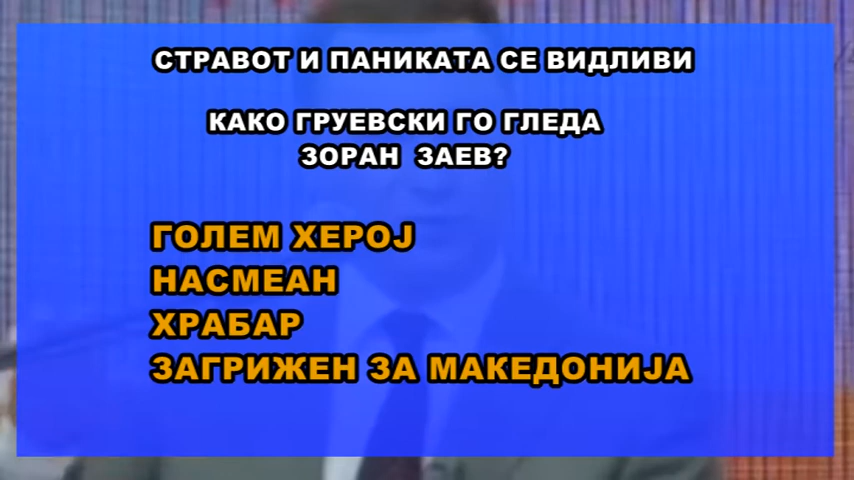 СТРАВОТ И ПАНИКАТА СЕ ВИДЛИВИ
КАКО ГРУЕВСКИ ГО ГЛЕДА
ЗОРАН ЗАЕВ?
ГОЛЕМ ХЕРОЈ
НАСМЕАН
ХРАБАР
ЗАГРИЖЕН ЗА МАКЕДОНИЈА